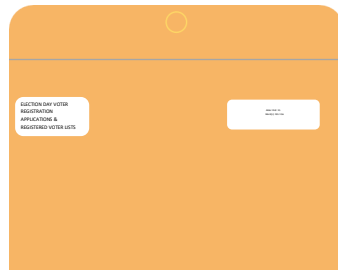 ELECTION DAY VOTER
REGISTRATION
APPLICATIONS &
REGISTERED VOTER LISTS